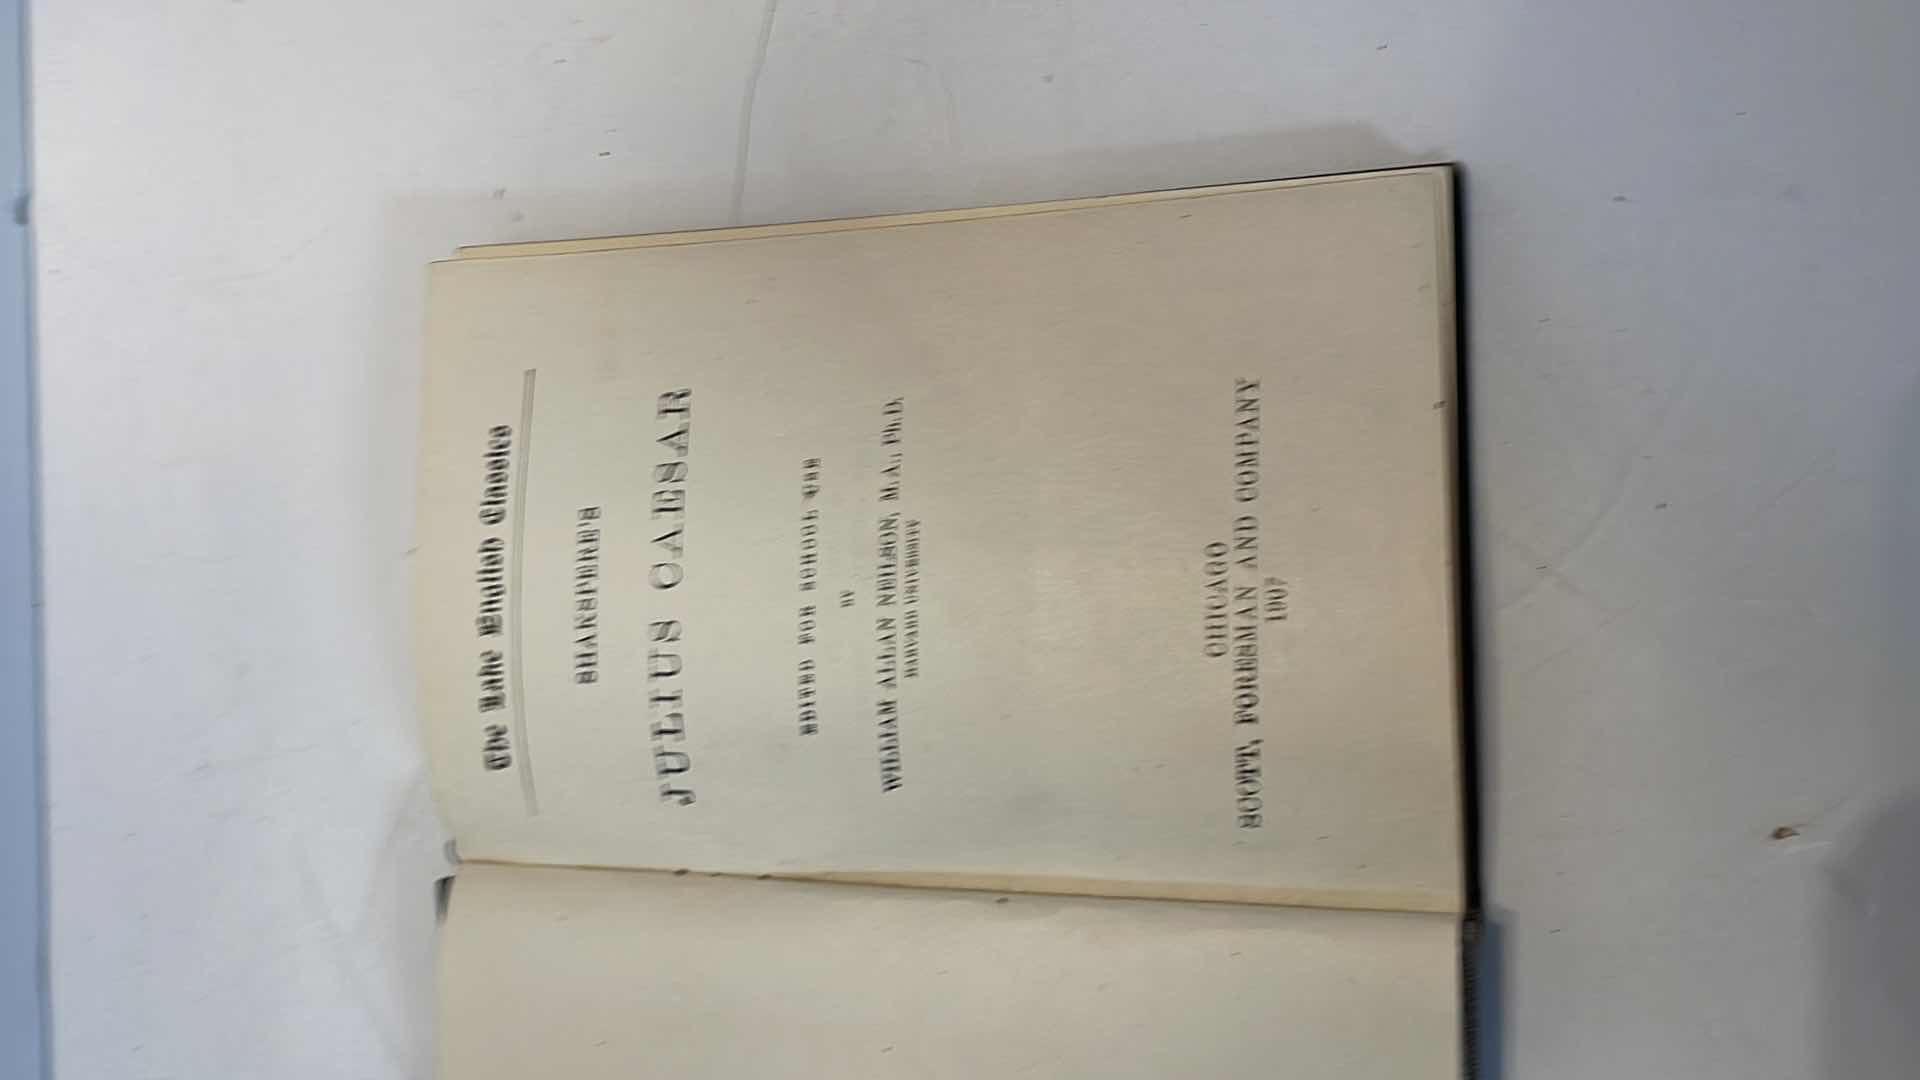 The Lake English Classics
SHAKSPERE'S
JULIUS CAESAR
EDITED FOR SCHOOL USE
BY
WILLIAM ALLAN NEILSON, M.A., Ph.D.
HARVARD UNIVERSITY
CHICAGO
SCOTT, FORESMAN AND COMPANY
1907